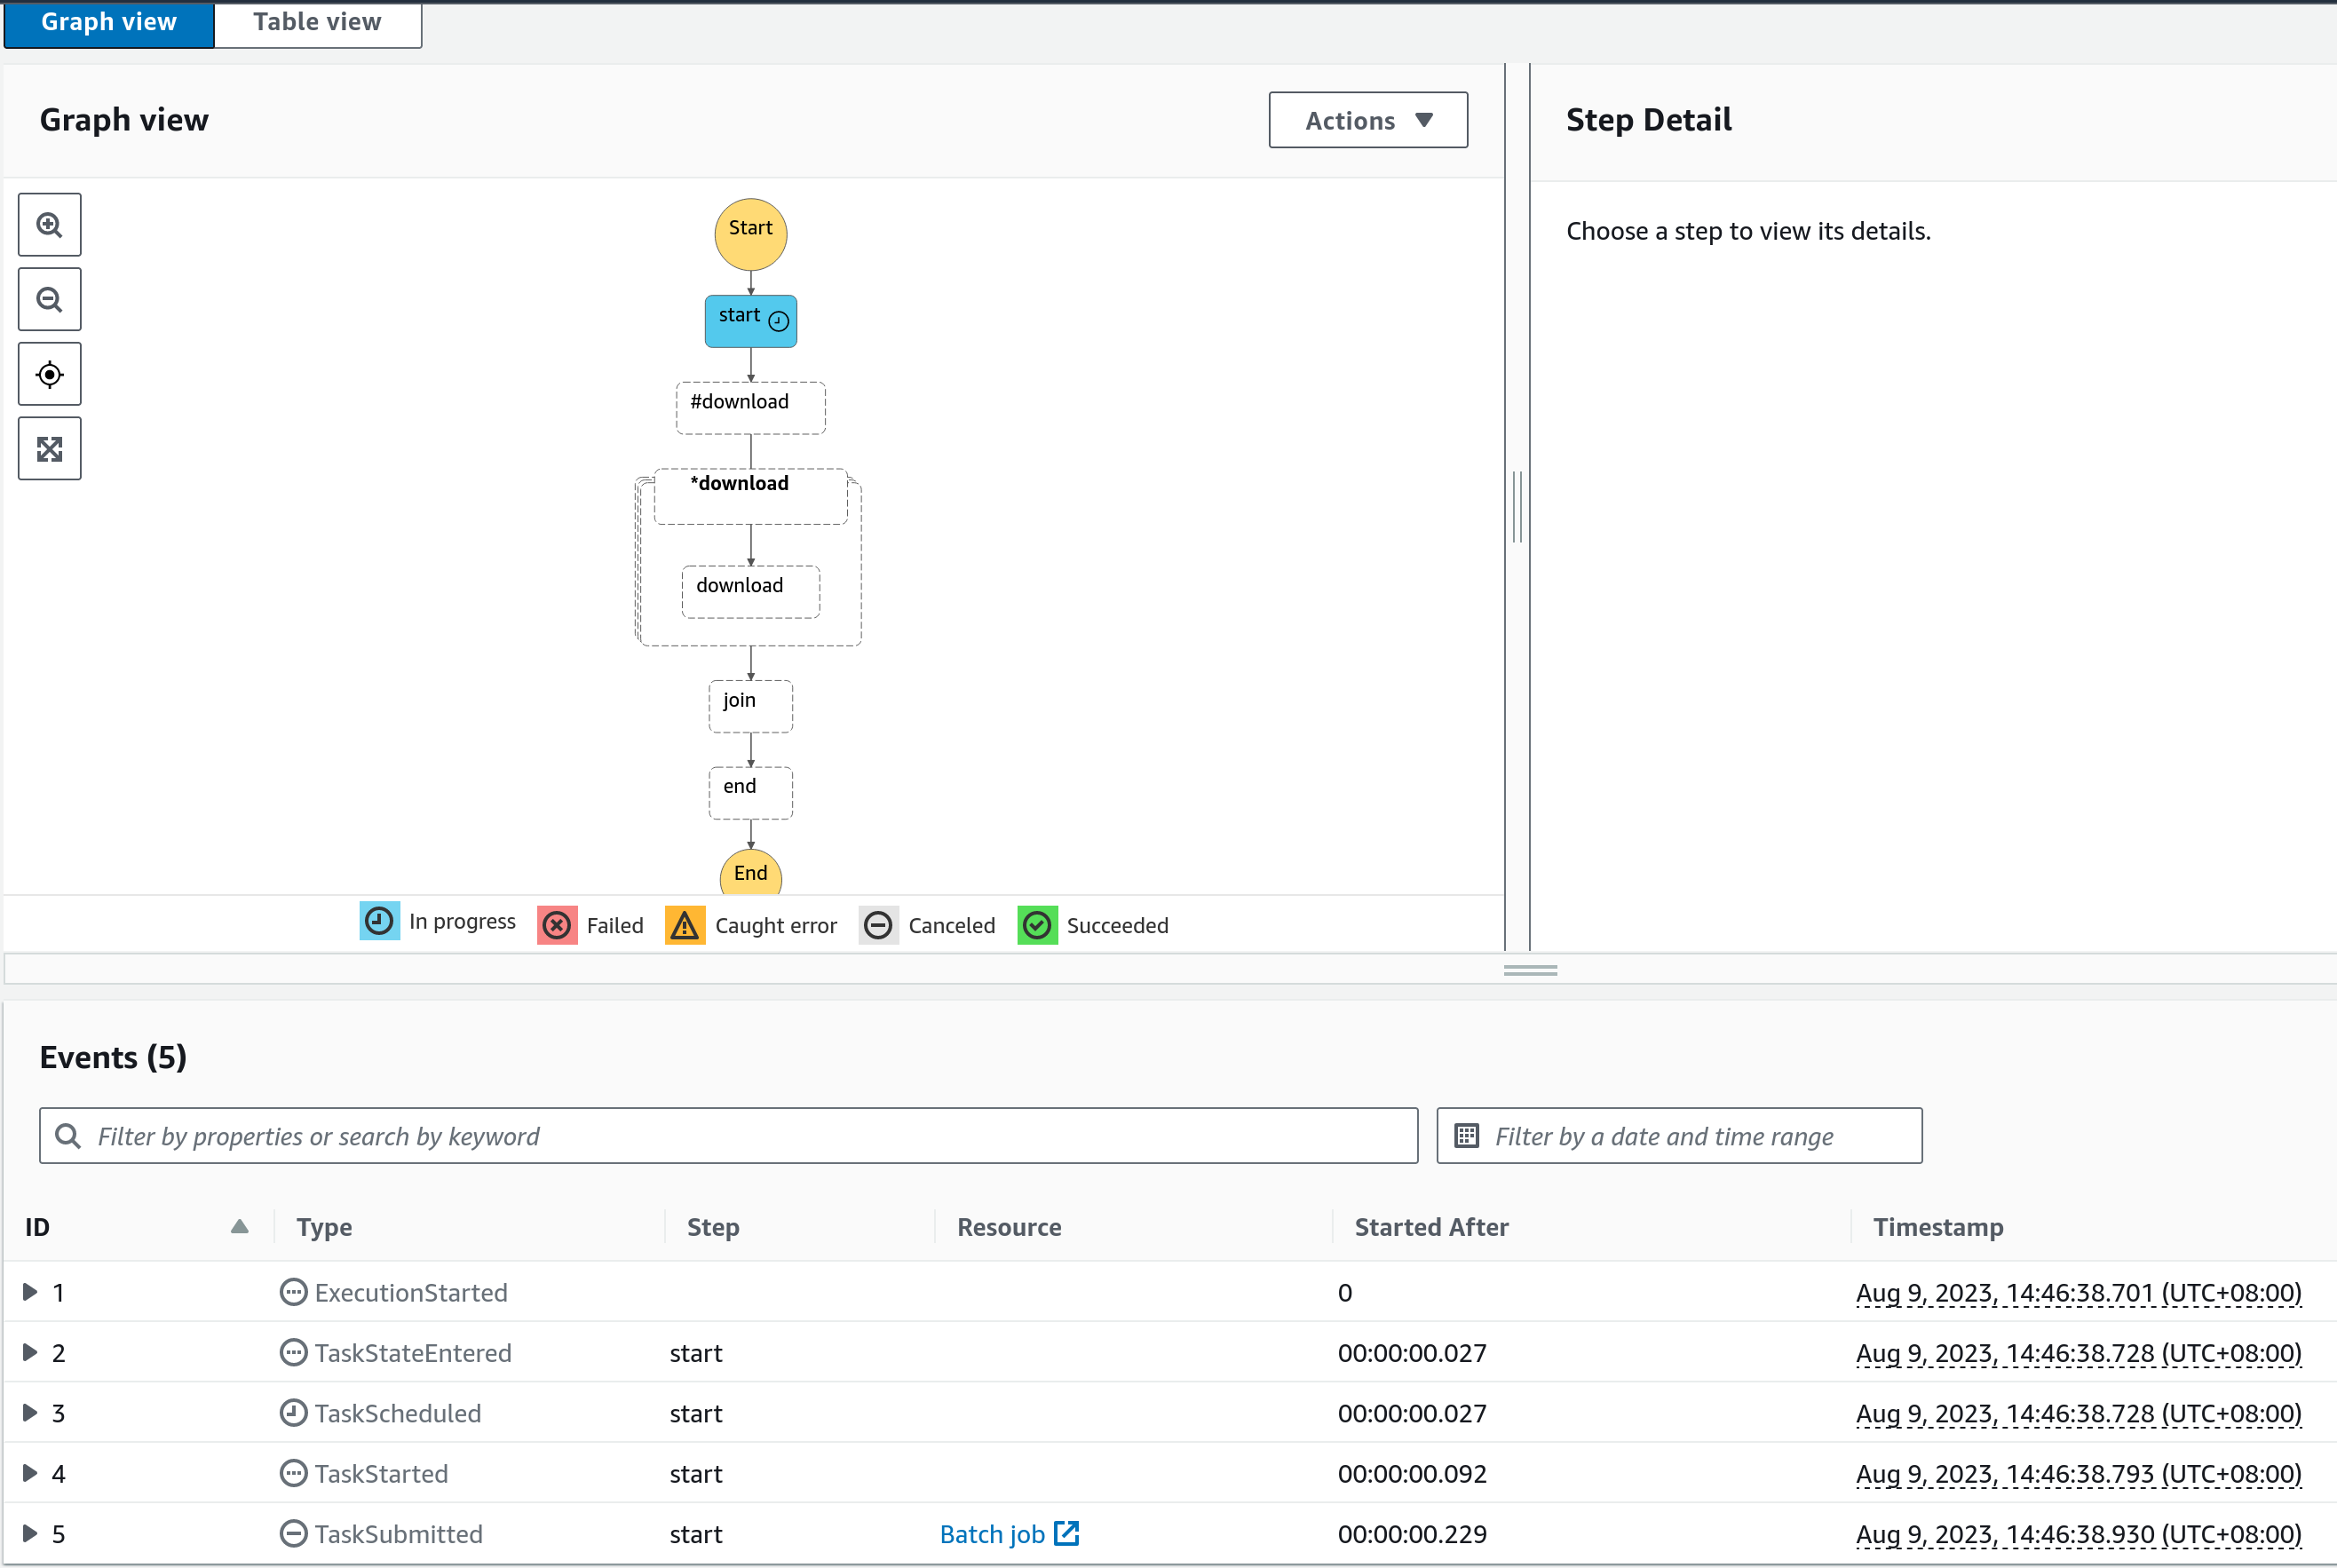 Graph view Table view
Graph view
Actions
Step Detail
Choose a step to view its details.
Start
start
#download
*download
download
join
end
End
In progress Failed Caught error Canceled Succeeded
Events (5)
Filter by properties or search by keyword
Filter by a date and time range
ID Type Step Resource Started After Timestamp
1 ExecutionStarted 0 Aug 9, 2023, 14:46:38.701 (UTC+08:00)
2 TaskStateEntered start 00:00:00.027 Aug 9, 2023, 14:46:38.728 (UTC+08:00)
3 TaskScheduled start 00:00:00.027 Aug 9, 2023, 14:46:38.728 (UTC+08:00)
4 TaskStarted start 00:00:00.092 Aug 9, 2023, 14:46:38.793 (UTC+08:00)
5 TaskSubmitted start Batch job 00:00:00.229 Aug 9, 2023, 14:46:38.930 (UTC+08:00)